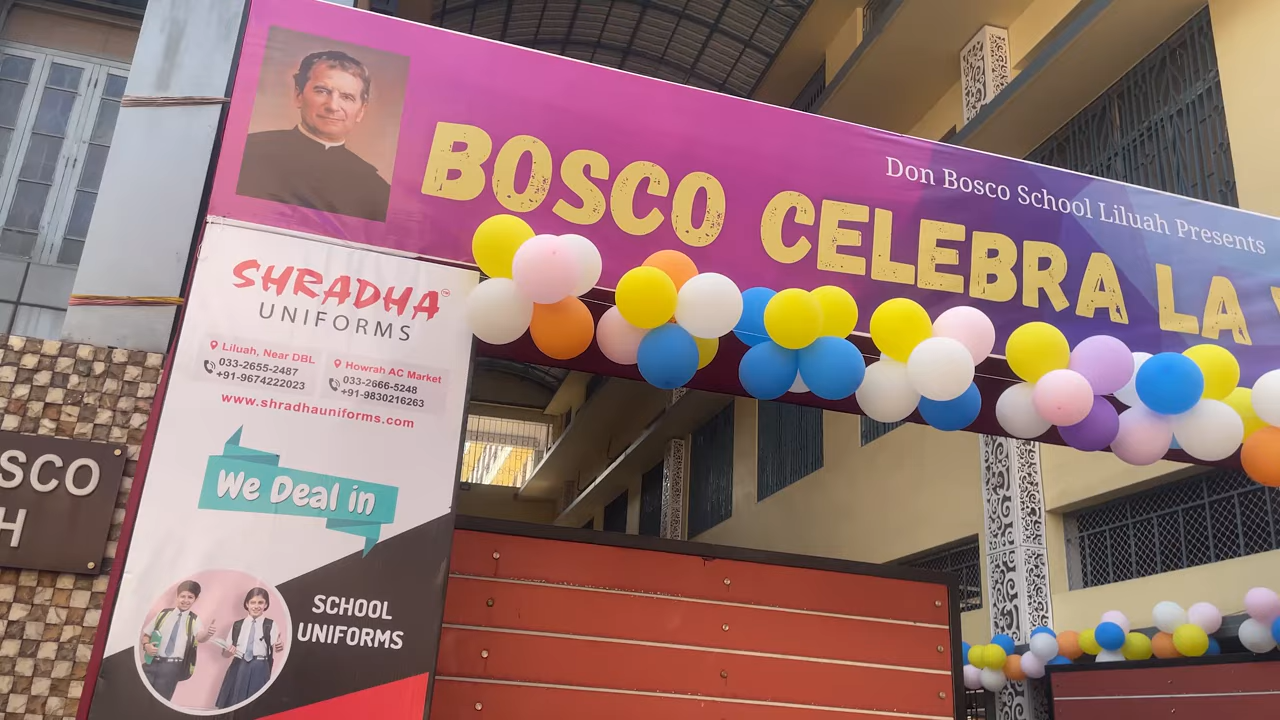 Don Bosco School Liluah Presents
BOSCO CELEBRA LA
SHRADHA™
UNIFORMS
Liluah, Near DBL
033-2655-2487
+91-9674222023
Howrah AC Market
033-2666-5248
+91-9830216263
www.shradhauniforms.com
We Deal in
SCHOOL
UNIFORMS
SCO
H